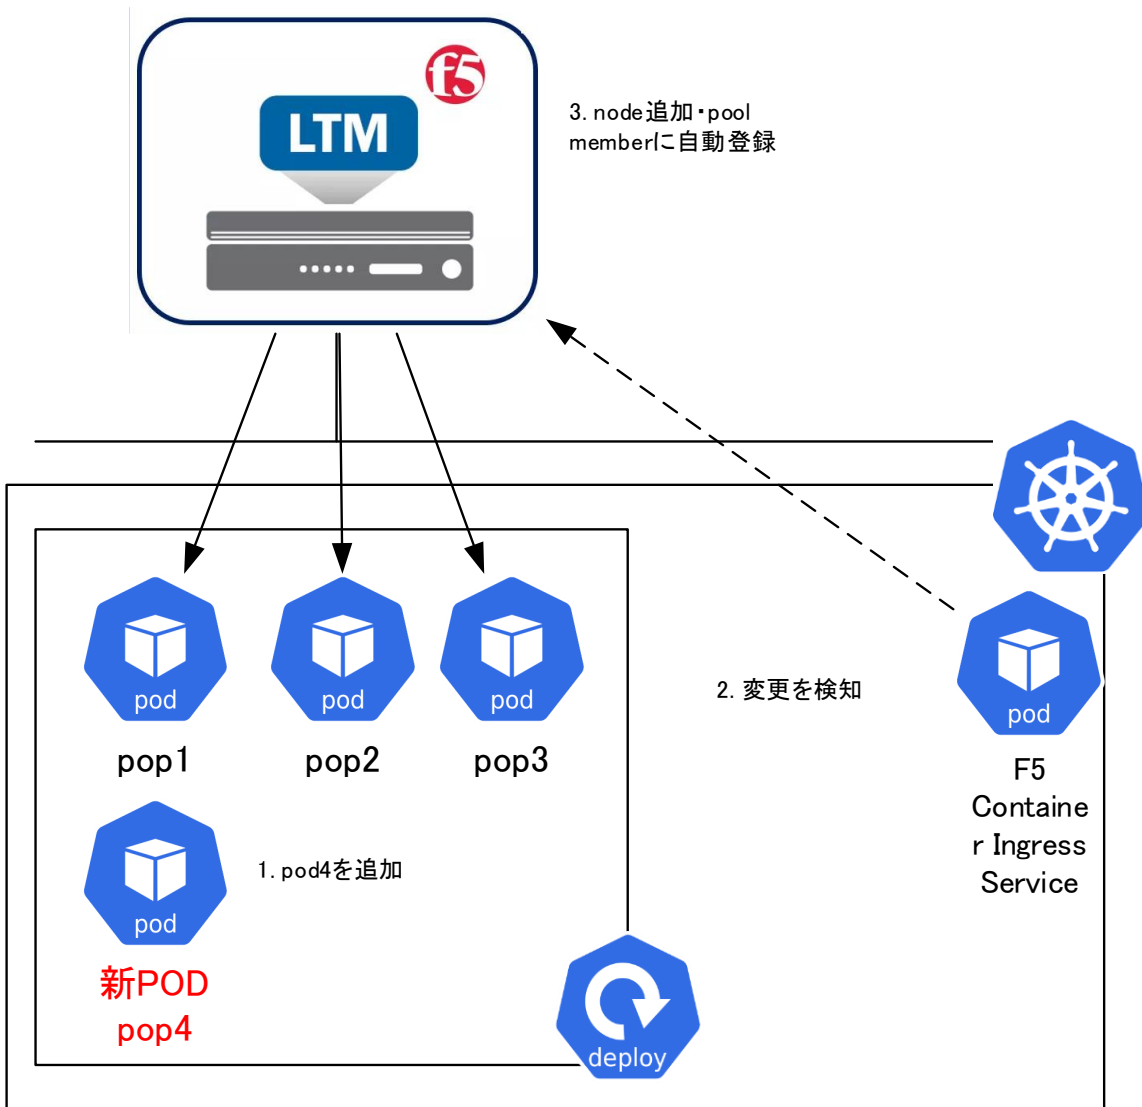 f5
LTM
3. node追加・pool
memberに自動登録
pod
pod
pod
pop1
pop2
pop3
2. 変更を検知
pod
F5
Containe
r Ingress
Service
pod
1. pod4を追加
新POD
pop4
deploy